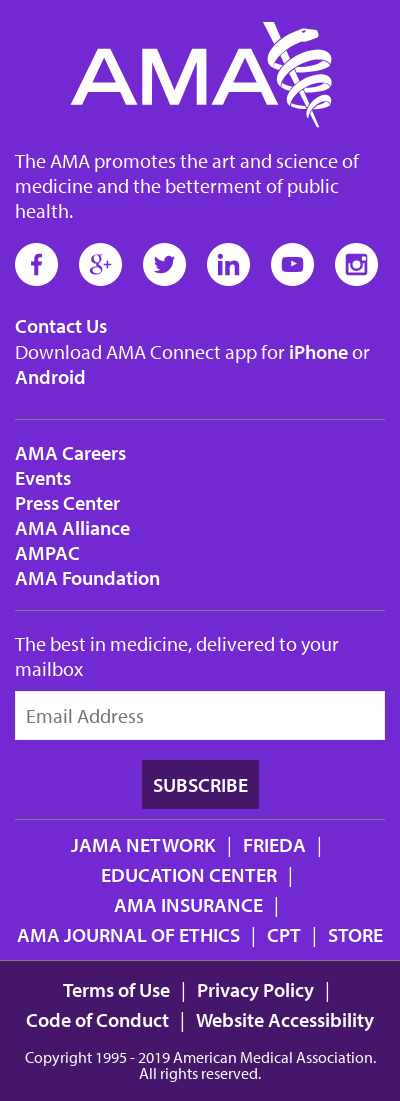 AMA
The AMA promotes the art and science of
medicine and the betterment of public
health.
Contact Us
Download AMA Connect app for iPhone or
Android
AMA Careers
Events
Press Center
AMA Alliance
AMPAC
AMA Foundation
The best in medicine, delivered to your
mailbox
Email Address
SUBSCRIBE
JAMA NETWORK | FRIEDA |
EDUCATION CENTER |
AMA INSURANCE |
AMA JOURNAL OF ETHICS | CPT | STORE
Terms of Use | Privacy Policy |
Code of Conduct | Website Accessibility
Copyright 1995 - 2019 American Medical Association.
All rights reserved.